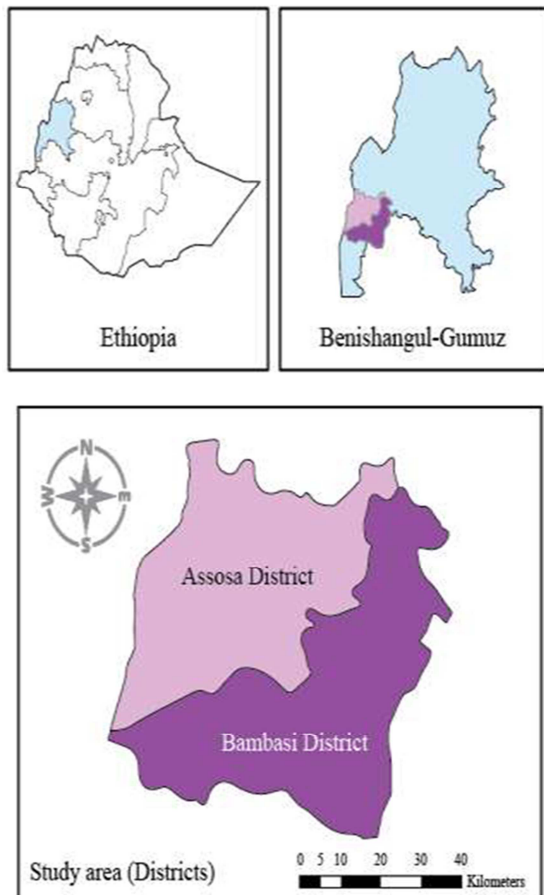 Ethiopia
Benishangul-Gumuz
N
W
E
S
Assosa District
Bambasi District
Study area (Districts)
0 5 10 20 30 40
Kilometers